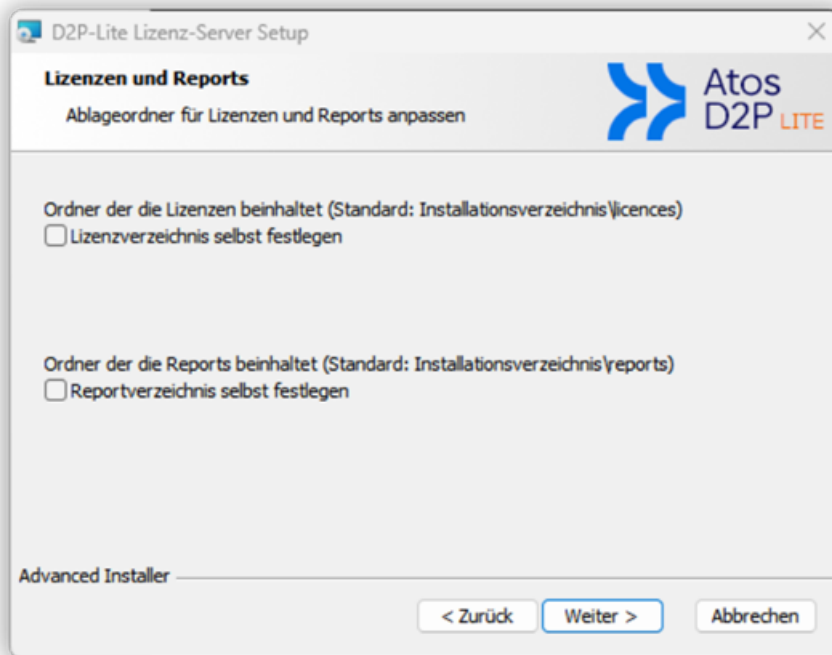 D2P-Lite Lizenz-Server Setup
Lizenzen und Reports
Ablageordner für Lizenzen und Reports anpassen
Atos
D2P LITE
Ordner der die Lizenzen beinhaltet (Standard: Installationsverzeichnis\licences)
Lizenzverzeichnis selbst festlegen
Ordner der die Reports beinhaltet (Standard: Installationsverzeichnis\reports)
Reportverzeichnis selbst festlegen
Advanced Installer
< Zurück Weiter > Abbrechen